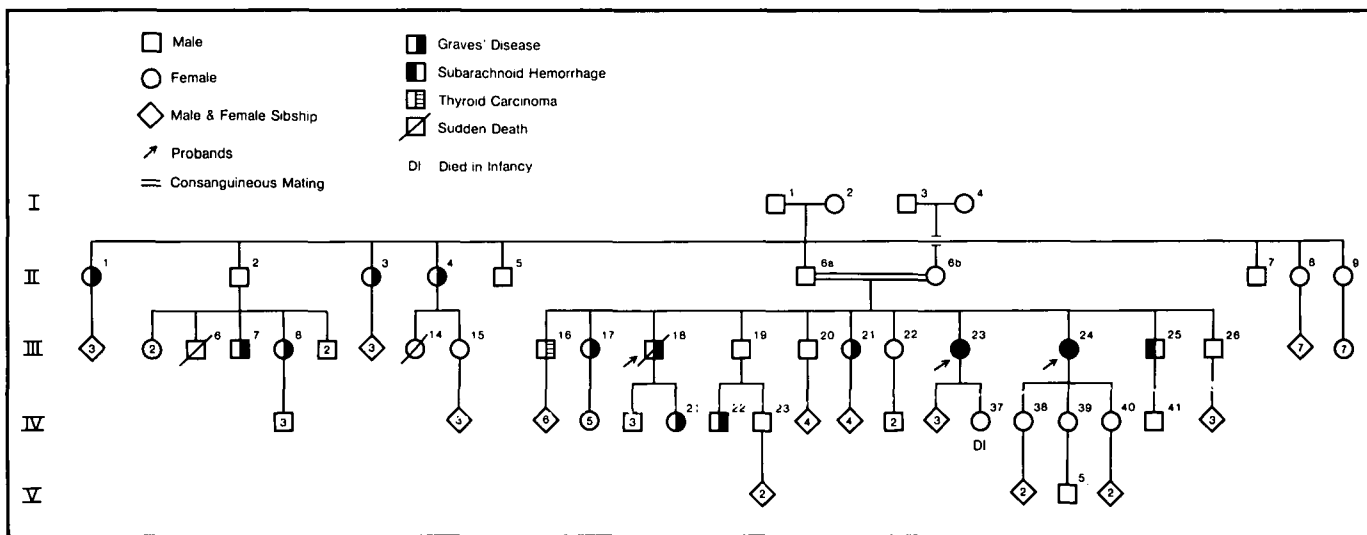 Male
Female
Male & Female Sibship
Probands
Consanguineous Mating
Graves' Disease
Subarachnoid Hemorrhage
Thyroid Carcinoma
Sudden Death
DI Died in Infancy
I 1 2 3 4
II 1 2 3 4 5 6a 6b 7 8 9
III 3 2 6 7 8 2 3 14 15 16 17 18 19 20 21 22 23 24 25 26 7 7
IV 3 3 6 5 3 21 22 23 4 4 2 3 37 38 39 40 41 3
DI
V 2 2 5 2